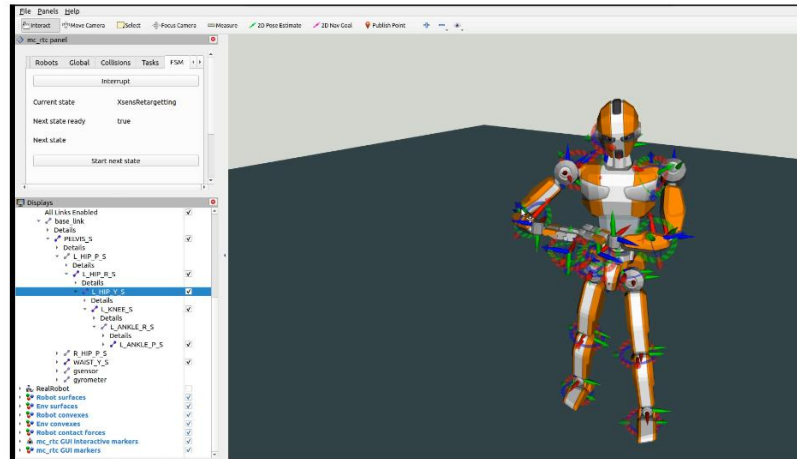 File Panels Help
Interact Move Camera Select Focus Camera Measure 2D Pose Estimate 2D Nav Goal Publish Point
mc_rtc panel
Robots Global Collisions Tasks FSM
Interrupt
Current state XsensRetargetting
Next state ready true
Next state
Start next state
Displays
All Links Enabled
base_link
Details
PELVIS_S
Details
L_HIP_P_S
Details
L_HIP_R_S
Details
L_HIP_Y_S
Details
L_KNEE_S
Details
L_ANKLE_R_S
Details
L_ANKLE_P_S
R_HIP_P_S
WAIST_Y_S
gsensor
gyrometer
RealRobot
Robot surfaces
Env surfaces
Robot convexes
Env convexes
Robot contact forces
mc_rtc GUI Interactive markers
mc_rtc GUI markers